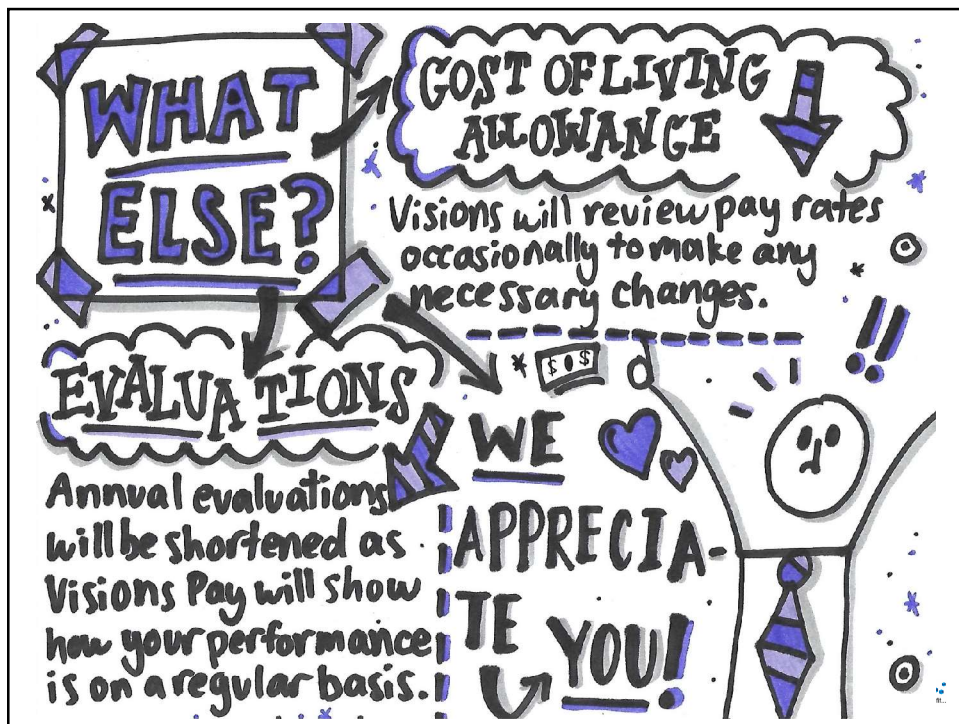 WHAT
ELSE?
COST OF LIVING
ALLOWANCE
Visions will review pay rates
occasionally to make any
necessary changes.
EVALUATIONS
Annual evaluations
will be shortened as
Visions Pay will show
how your performance
is on a regular basis.
$ $
!!
WE
APPRECIA-
TE
YOU!